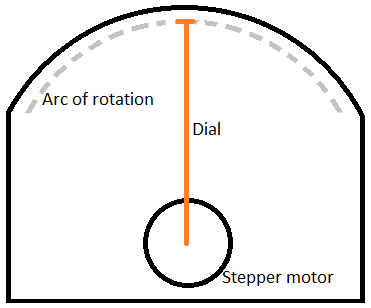 Arc of rotation
Dial
Stepper motor